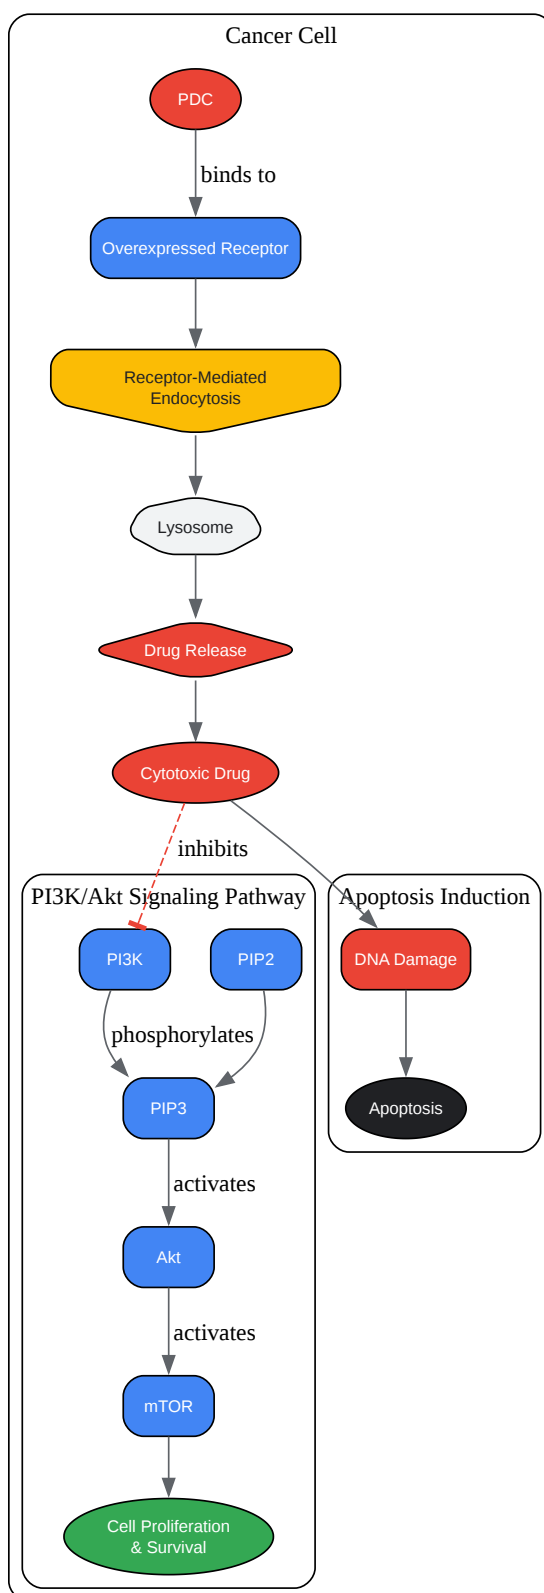 Cancer Cell
PDC
binds to
Overexpressed Receptor
Receptor-Mediated
Endocytosis
Lysosome
Drug Release
Cytotoxic Drug
inhibits
PI3K/Akt Signaling Pathway
Apoptosis Induction
PI3K
PIP2
DNA Damage
phosphorylates
PIP3
Apoptosis
activates
Akt
activates
mTOR
Cell Proliferation
& Survival